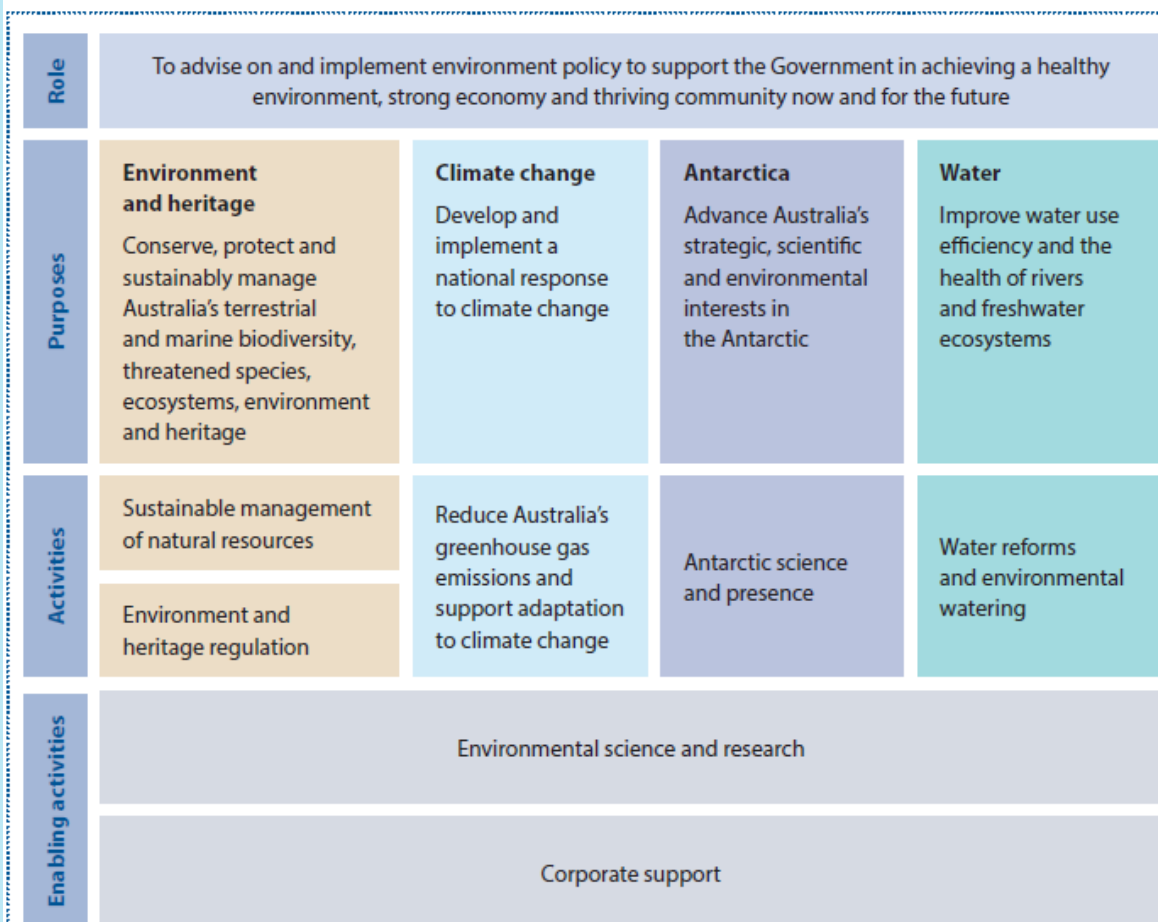 Role
To advise on and implement environment policy to support the Government in achieving a healthy
environment, strong economy and thriving community now and for the future
Purposes
Environment
and heritage
Conserve, protect and
sustainably manage
Australia's terrestrial
and marine biodiversity,
threatened species,
ecosystems, environment
and heritage
Climate change
Develop and
implement a
national response
to climate change
Antarctica
Advance Australia's
strategic, scientific
and environmental
interests in
the Antarctic
Water
Improve water use
efficiency and the
health of rivers
and freshwater
ecosystems
Activities
Sustainable management
of natural resources
Environment and
heritage regulation
Reduce Australia's
greenhouse gas
emissions and
support adaptation
to climate change
Antarctic science
and presence
Water reforms
and environmental
watering
Enabling activities
Environmental science and research
Corporate support